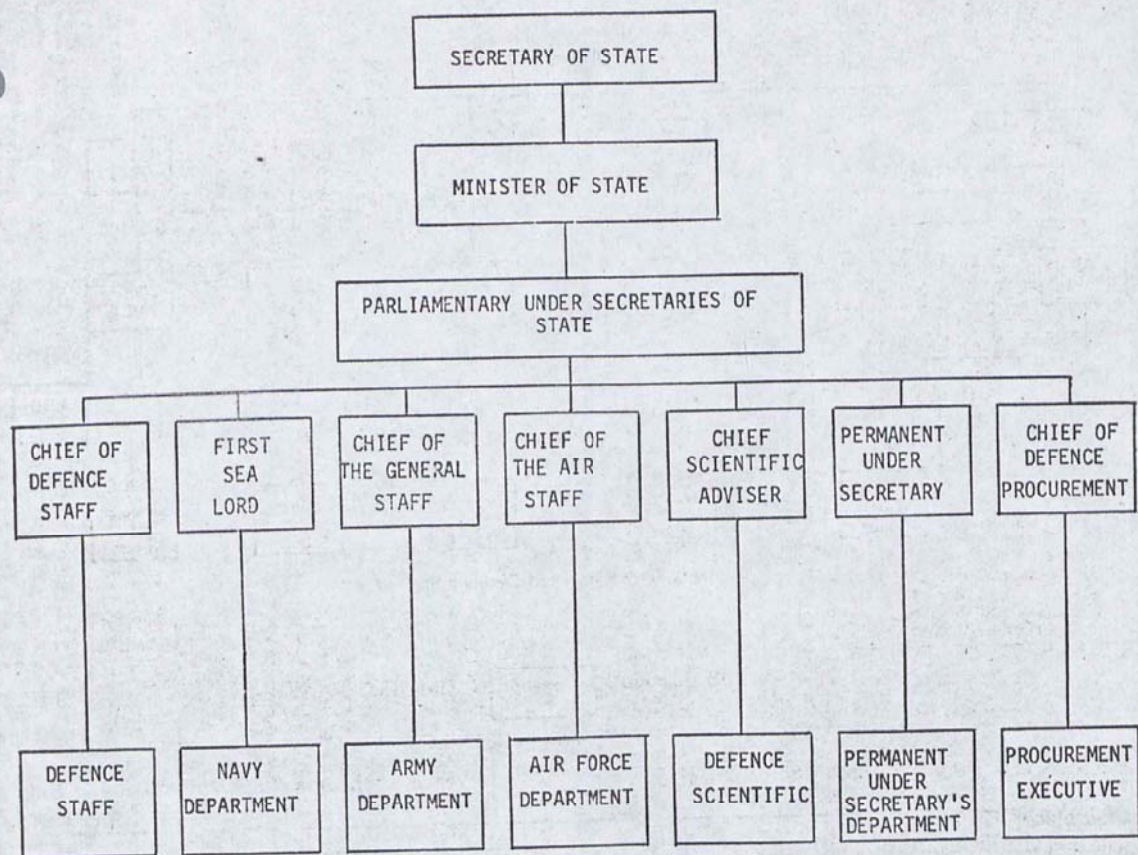 SECRETARY OF STATE
MINISTER OF STATE
PARLIAMENTARY UNDER SECRETARIES OF
STATE
CHIEF OF
DEFENCE
STAFF
FIRST
SEA
LORD
CHIEF OF
THE GENERAL
STAFF
CHIEF OF
THE AIR
STAFF
CHIEF
SCIENTIFIC
ADVISER
PERMANENT
UNDER
SECRETARY
CHIEF OF
DEFENCE
PROCUREMENT
DEFENCE
STAFF
NAVY
DEPARTMENT
ARMY
DEPARTMENT
AIR FORCE
DEPARTMENT
DEFENCE
SCIENTIFIC
PERMANENT
UNDER
SECRETARY'S
DEPARTMENT
PROCUREMENT
EXECUTIVE